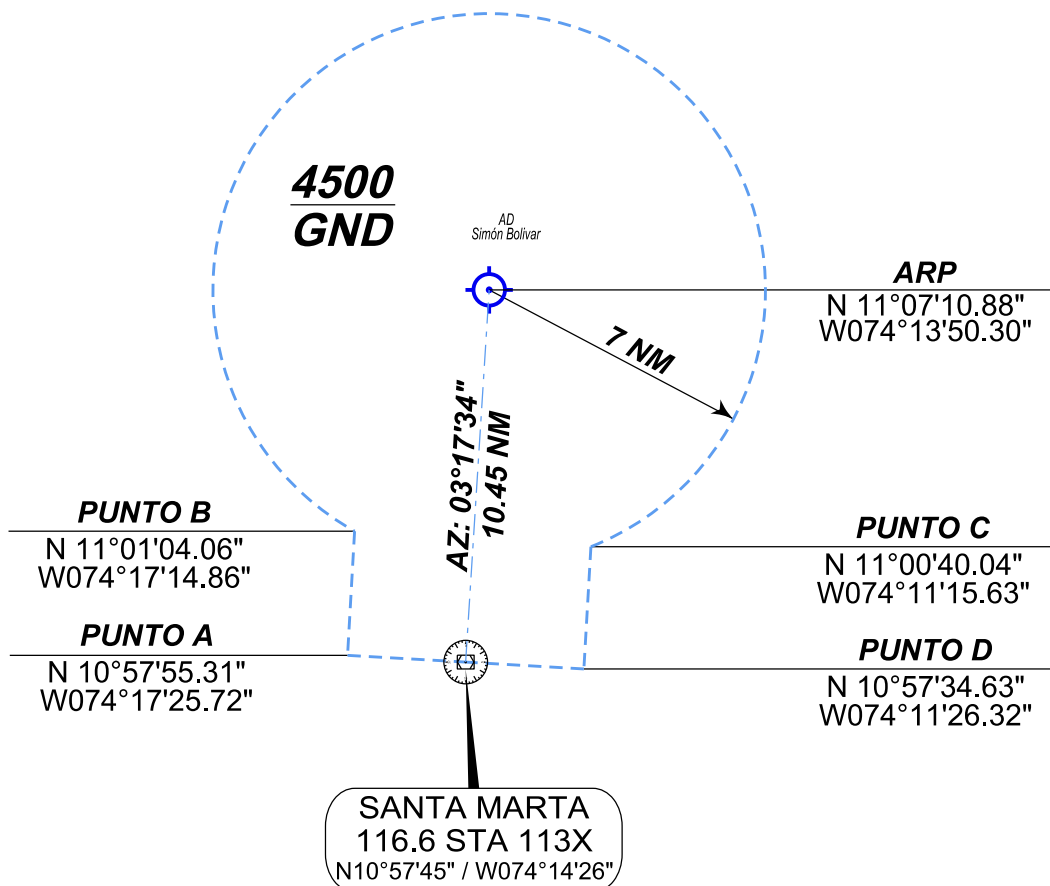 4500
GND
AD
Simón Bolívar
ARP
N 11°07'10.88"
W074°13'50.30"
7 NM
AZ: 03°17'34"
10.45 NM
PUNTO B
N 11°01'04.06"
W074°17'14.86"
PUNTO C
N 11°00'40.04"
W074°11'15.63"
PUNTO A
N 10°57'55.31"
W074°17'25.72"
PUNTO D
N 10°57'34.63"
W074°11'26.32"
SANTA MARTA
116.6 STA 113X
N10°57'45" / W074°14'26"